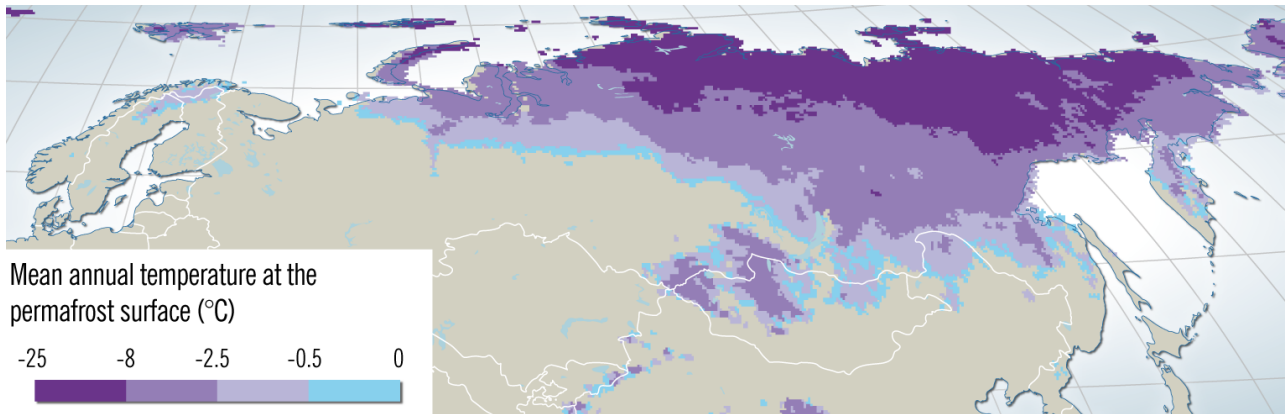 Mean annual temperature at the
permafrost surface (°C)
-25 -8 -2.5 -0.5 0